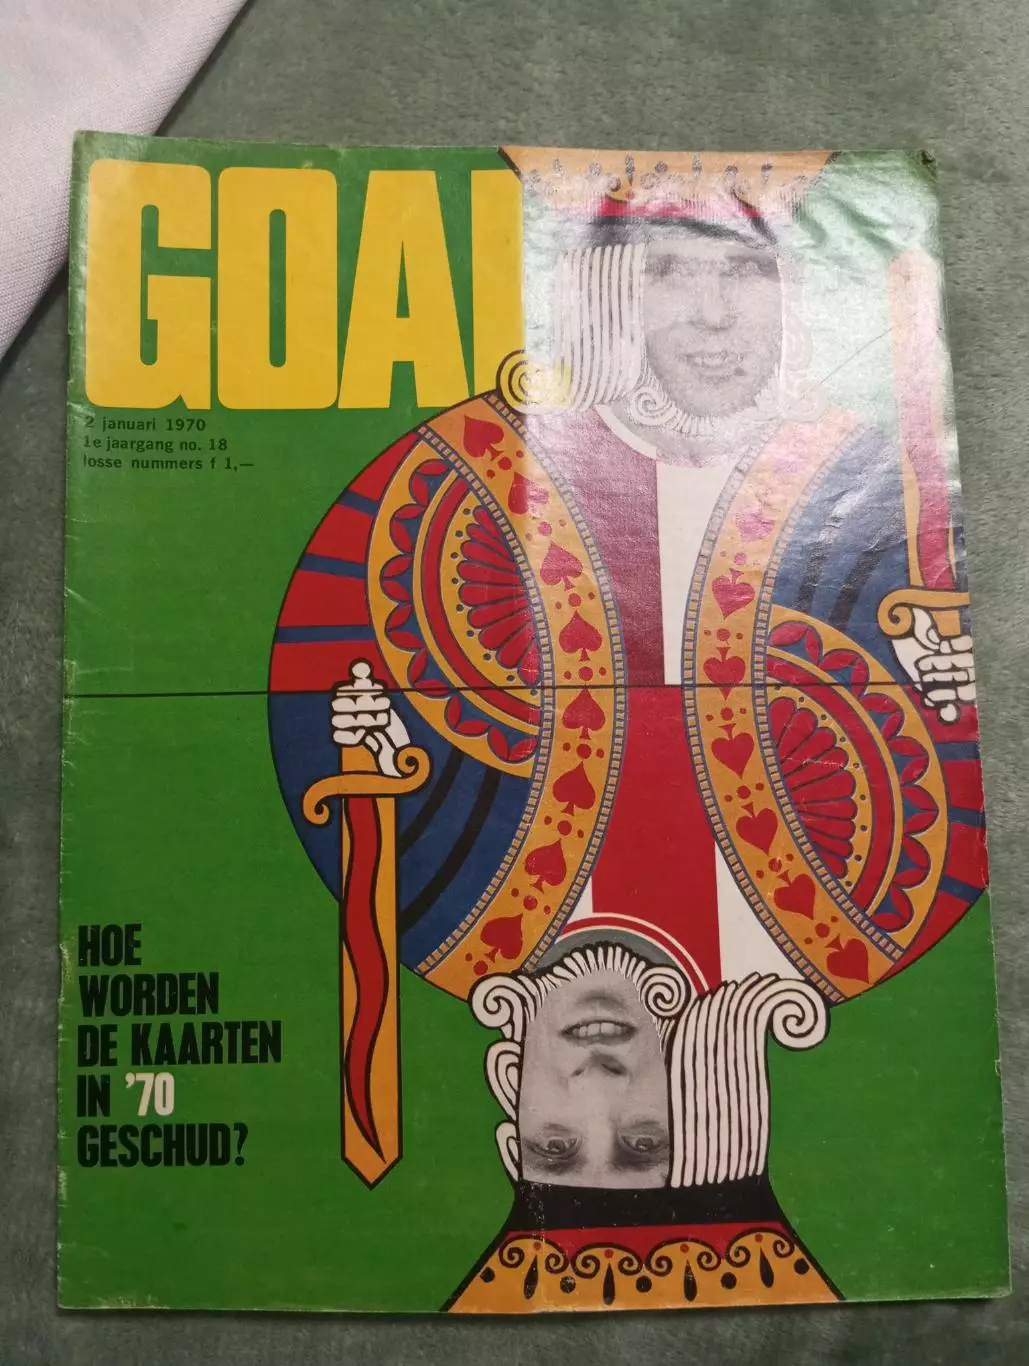 GOAL
2 januari 1970
1e jaargang no. 18
losse nummers f 1,—
HOE
WORDEN
DE KAARTEN
IN '70
GESCHUD?